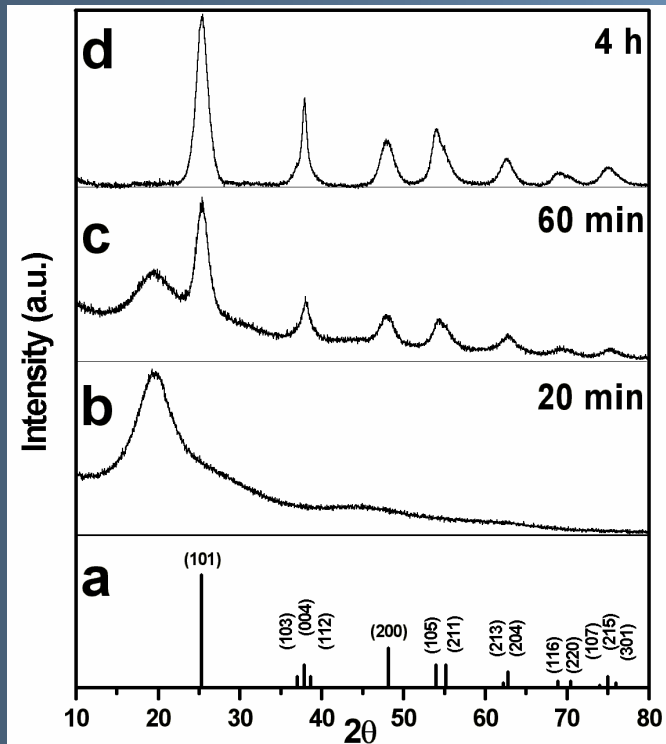 d
4 h
c
60 min
b
20 min
a
(101)
(103)
(004)
(112)
(200)
(105)
(211)
(213)
(204)
(116)
(220)
(107)
(215)
(301)
10 20 30 40 50 60 70 80
2θ
Intensity (a.u.)